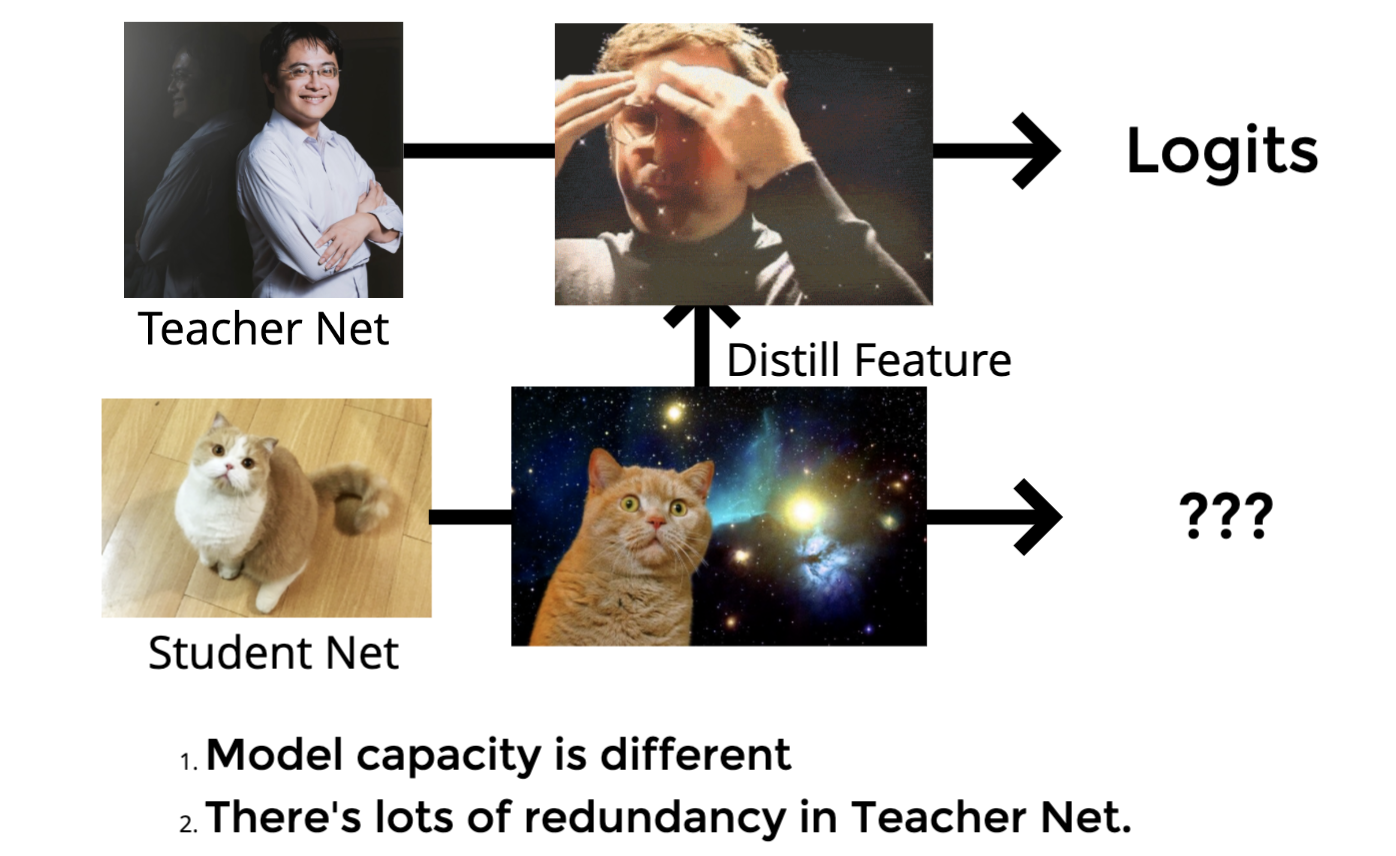 Logits
Teacher Net
Distill Feature
???
Student Net
1. Model capacity is different
2. There's lots of redundancy in Teacher Net.